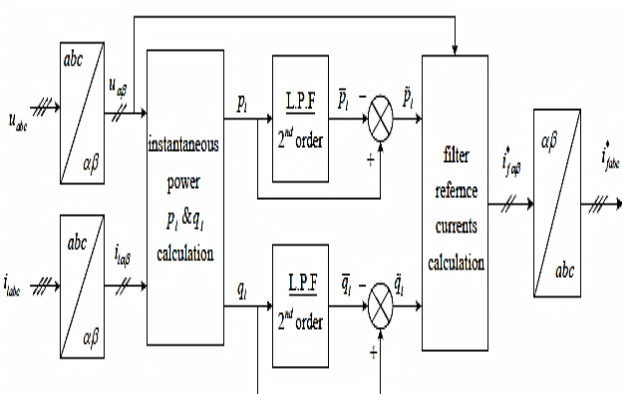 abc
αβ
u_abc
u_αβ
instantaneous
power
p_l & q_l
calculation
p_l
L.P.F
2nd order
p̅_l
−
+
p̃_l
filter
refernce
currents
calculation
i*_fαβ
αβ
abc
i*_fabc
abc
αβ
i_labc
i_lαβ
q_l
L.P.F
2nd order
q̅_l
−
+
q̃_l